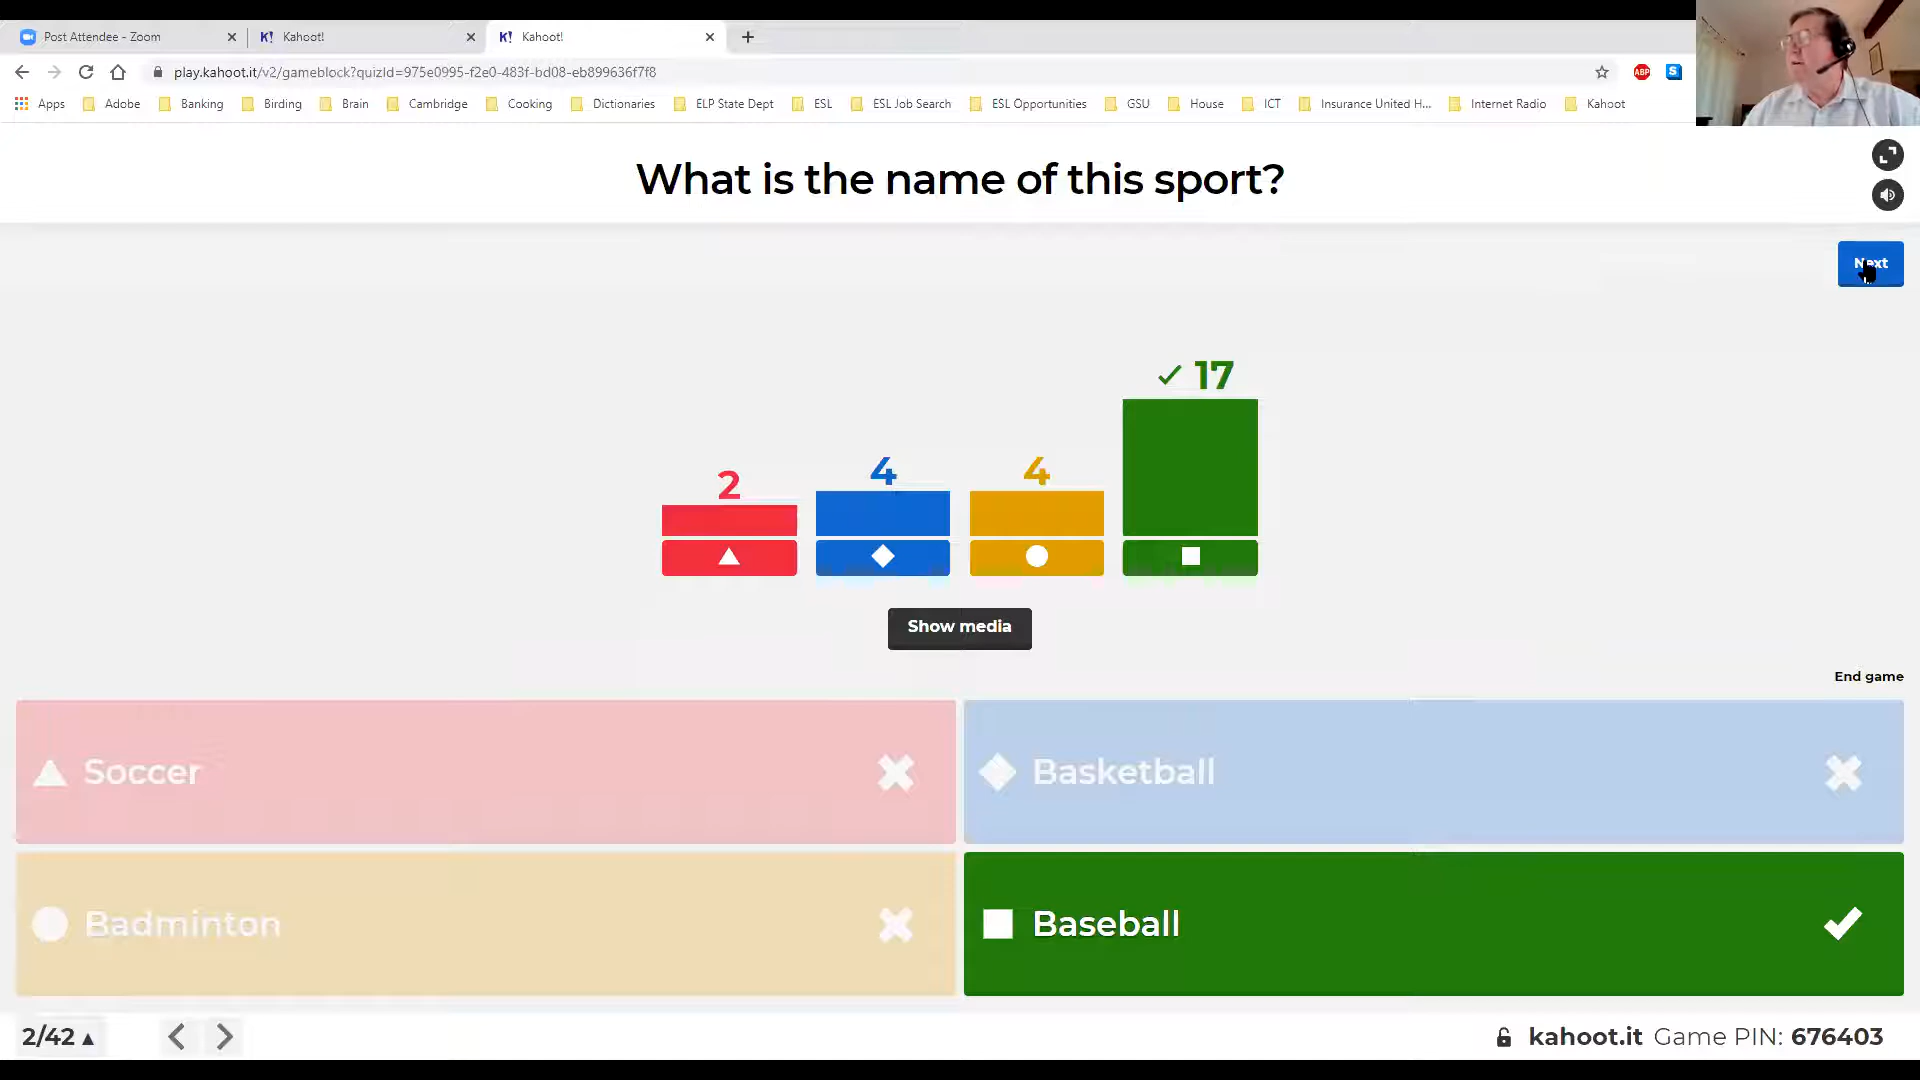 Post Attendee - Zoom
K! Kahoot!
K! Kahoot!
play.kahoot.it/v2/gameblock?quizId=975e0995-f2e0-483f-bd08-eb899636f7f8
ABP
S
Apps
Adobe
Banking
Birding
Brain
Cambridge
Cooking
Dictionaries
ELP State Dept
ESL
ESL Job Search
ESL Opportunities
GSU
House
ICT
Insurance United H...
Internet Radio
Kahoot
What is the name of this sport?
Next
17
2
4
4
Show media
End game
Soccer
Basketball
Badminton
Baseball
2/42
kahoot.it Game PIN: 676403